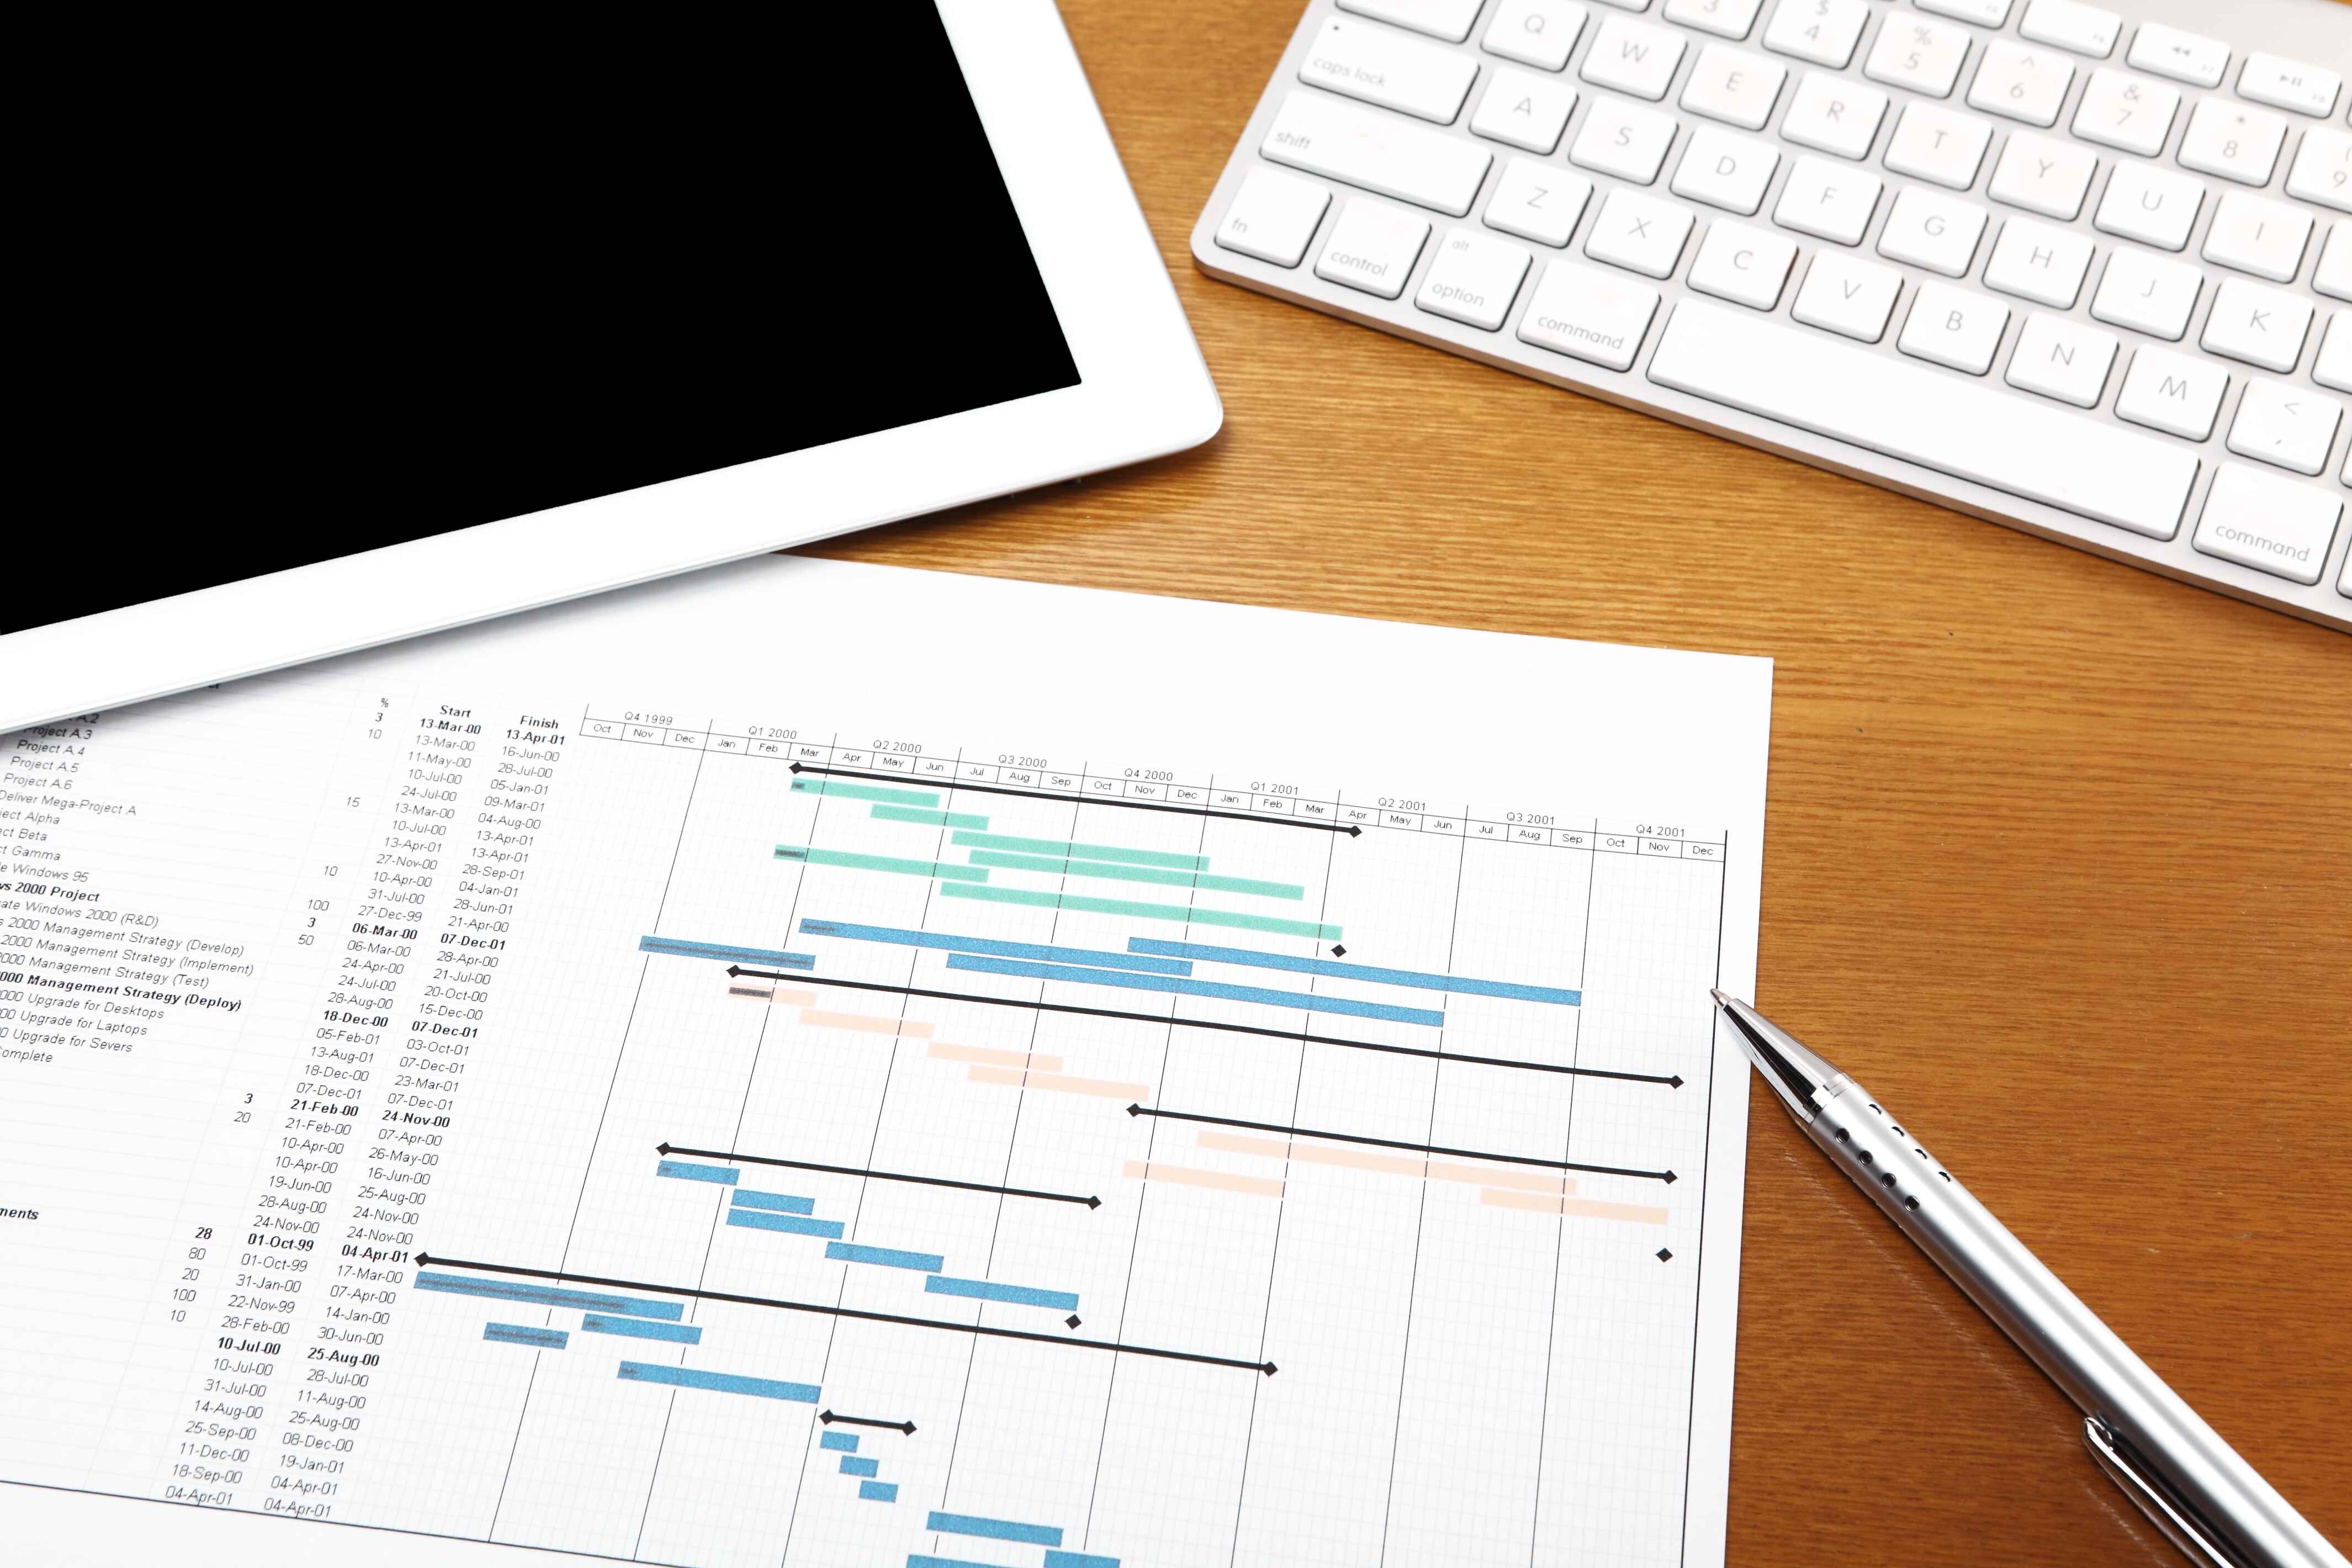 3 $ 4 % 5 ^ 6 & 7 * 8 ( 9
Q W E R T Y U I
caps lock A S D F G H J K
shift Z X C V B N M < ,
fn control alt option command command
A.2
Project A.3
Project A.4
Project A.5
Project A.6
Deliver Mega-Project A
ject Alpha
ect Beta
ct Gamma
e Windows 95
ws 2000 Project
ate Windows 2000 (R&D)
s 2000 Management Strategy (Develop)
2000 Management Strategy (Implement)
000 Management Strategy (Test)
000 Management Strategy (Deploy)
000 Upgrade for Desktops
00 Upgrade for Laptops
0 Upgrade for Severs
Complete
ments
% Start Finish
3 13-Mar-00 13-Apr-01
10 13-Mar-00 16-Jun-00
11-May-00 28-Jul-00
10-Jul-00 05-Jan-01
24-Jul-00 09-Mar-01
15 13-Mar-00 04-Aug-00
10-Jul-00 13-Apr-01
13-Apr-01 13-Apr-01
27-Nov-00 28-Sep-01
10 10-Apr-00 04-Jan-01
31-Jul-00 28-Jun-01
100 27-Dec-99 21-Apr-00
3 06-Mar-00 07-Dec-01
50 06-Mar-00 28-Apr-00
24-Apr-00 21-Jul-00
24-Jul-00 20-Oct-00
28-Aug-00 15-Dec-00
18-Dec-00 07-Dec-01
05-Feb-01 03-Oct-01
13-Aug-01 07-Dec-01
18-Dec-00 23-Mar-01
07-Dec-01 07-Dec-01
3 21-Feb-00 24-Nov-00
20 21-Feb-00 07-Apr-00
10-Apr-00 26-May-00
10-Apr-00 16-Jun-00
19-Jun-00 25-Aug-00
28-Aug-00 24-Nov-00
24-Nov-00 24-Nov-00
28 01-Oct-99 04-Apr-01
80 01-Oct-99 17-Mar-00
20 31-Jan-00 07-Apr-00
100 22-Nov-99 14-Jan-00
10 28-Feb-00 30-Jun-00
10-Jul-00 25-Aug-00
10-Jul-00 28-Jul-00
31-Jul-00 11-Aug-00
14-Aug-00 25-Aug-00
25-Sep-00 08-Dec-00
11-Dec-00 19-Jan-01
18-Sep-00 04-Apr-01
04-Apr-01 04-Apr-01
Q4 1999 Q1 2000 Q2 2000 Q3 2000 Q4 2000 Q1 2001 Q2 2001 Q3 2001 Q4 2001
Oct Nov Dec Jan Feb Mar Apr May Jun Jul Aug Sep Oct Nov Dec Jan Feb Mar Apr May Jun Jul Aug Sep Oct Nov Dec